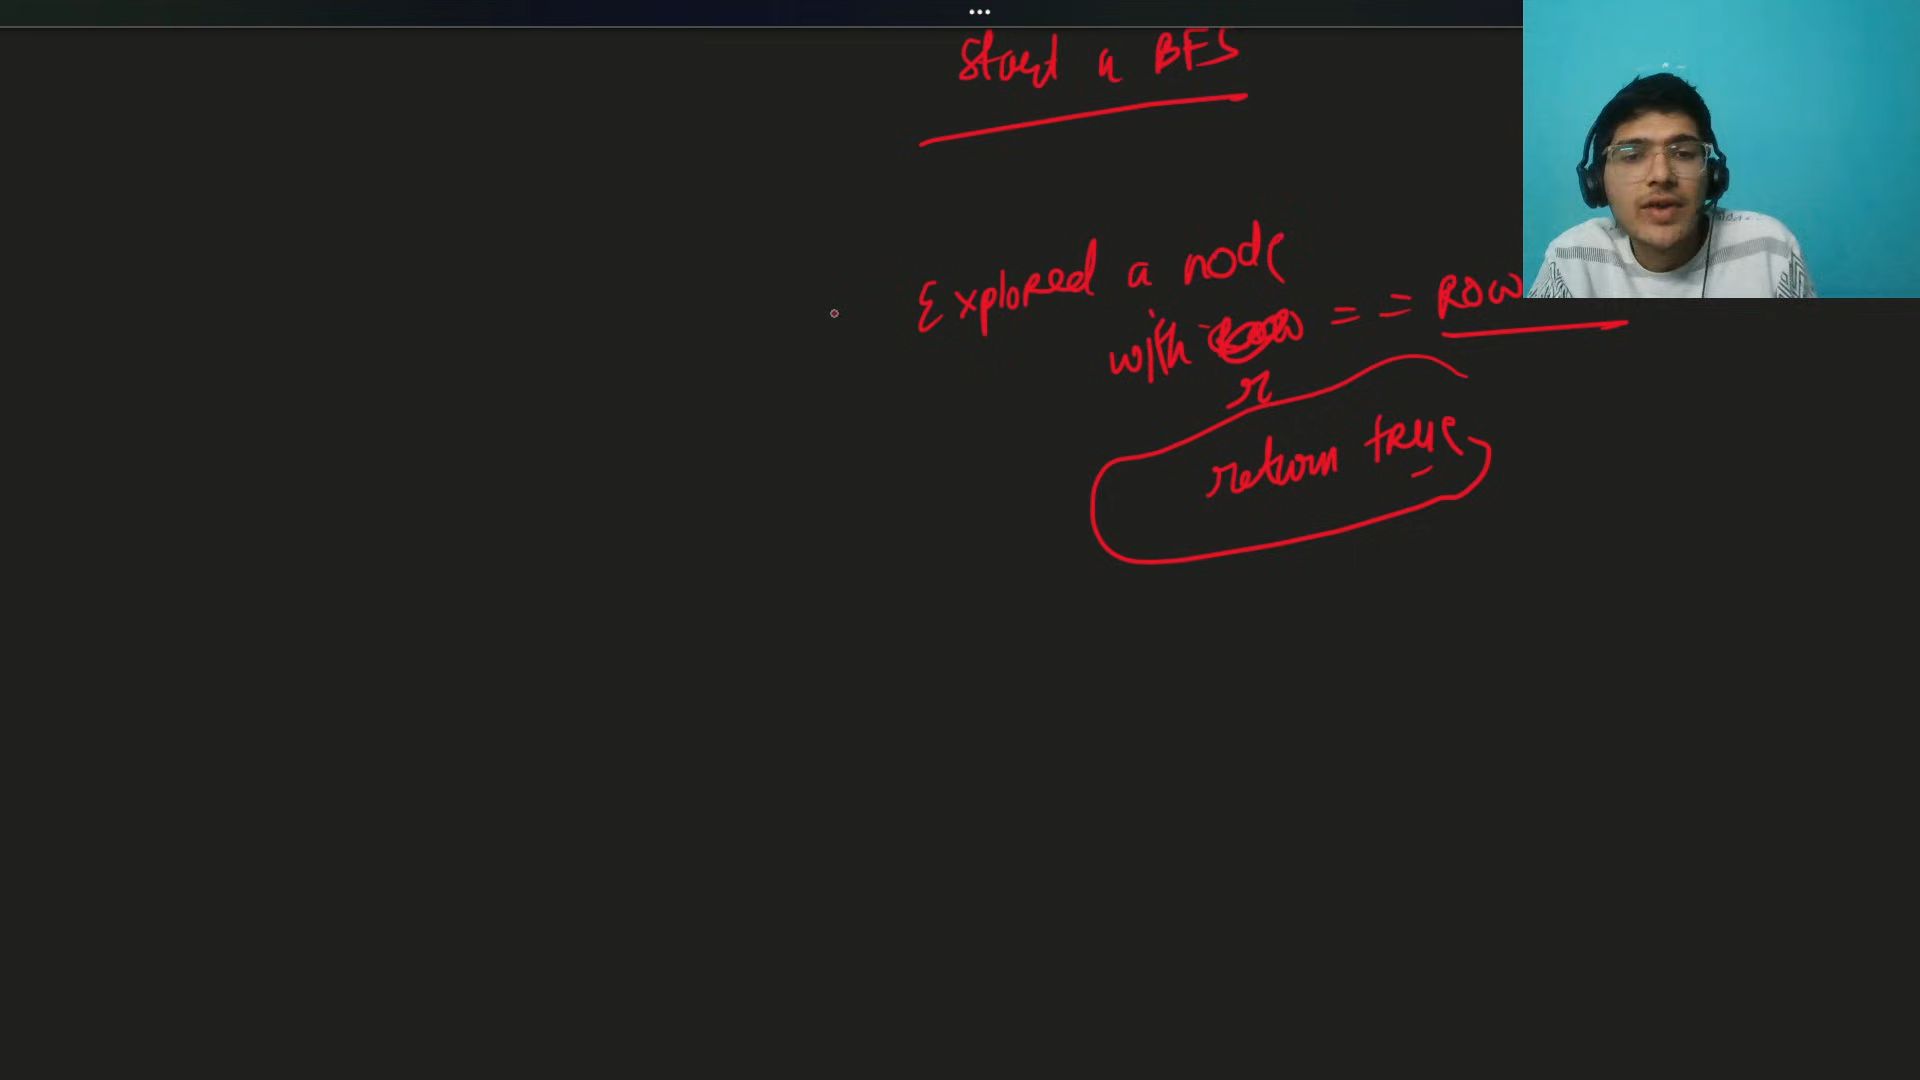 Start a BFS
Explored a node
with == ROW
r
return true